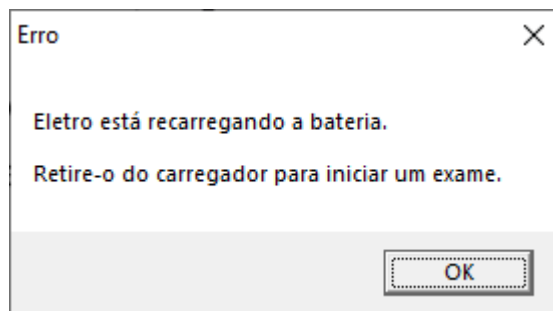 Erro
Eletro está recarregando a bateria.
Retire-o do carregador para iniciar um exame.
OK